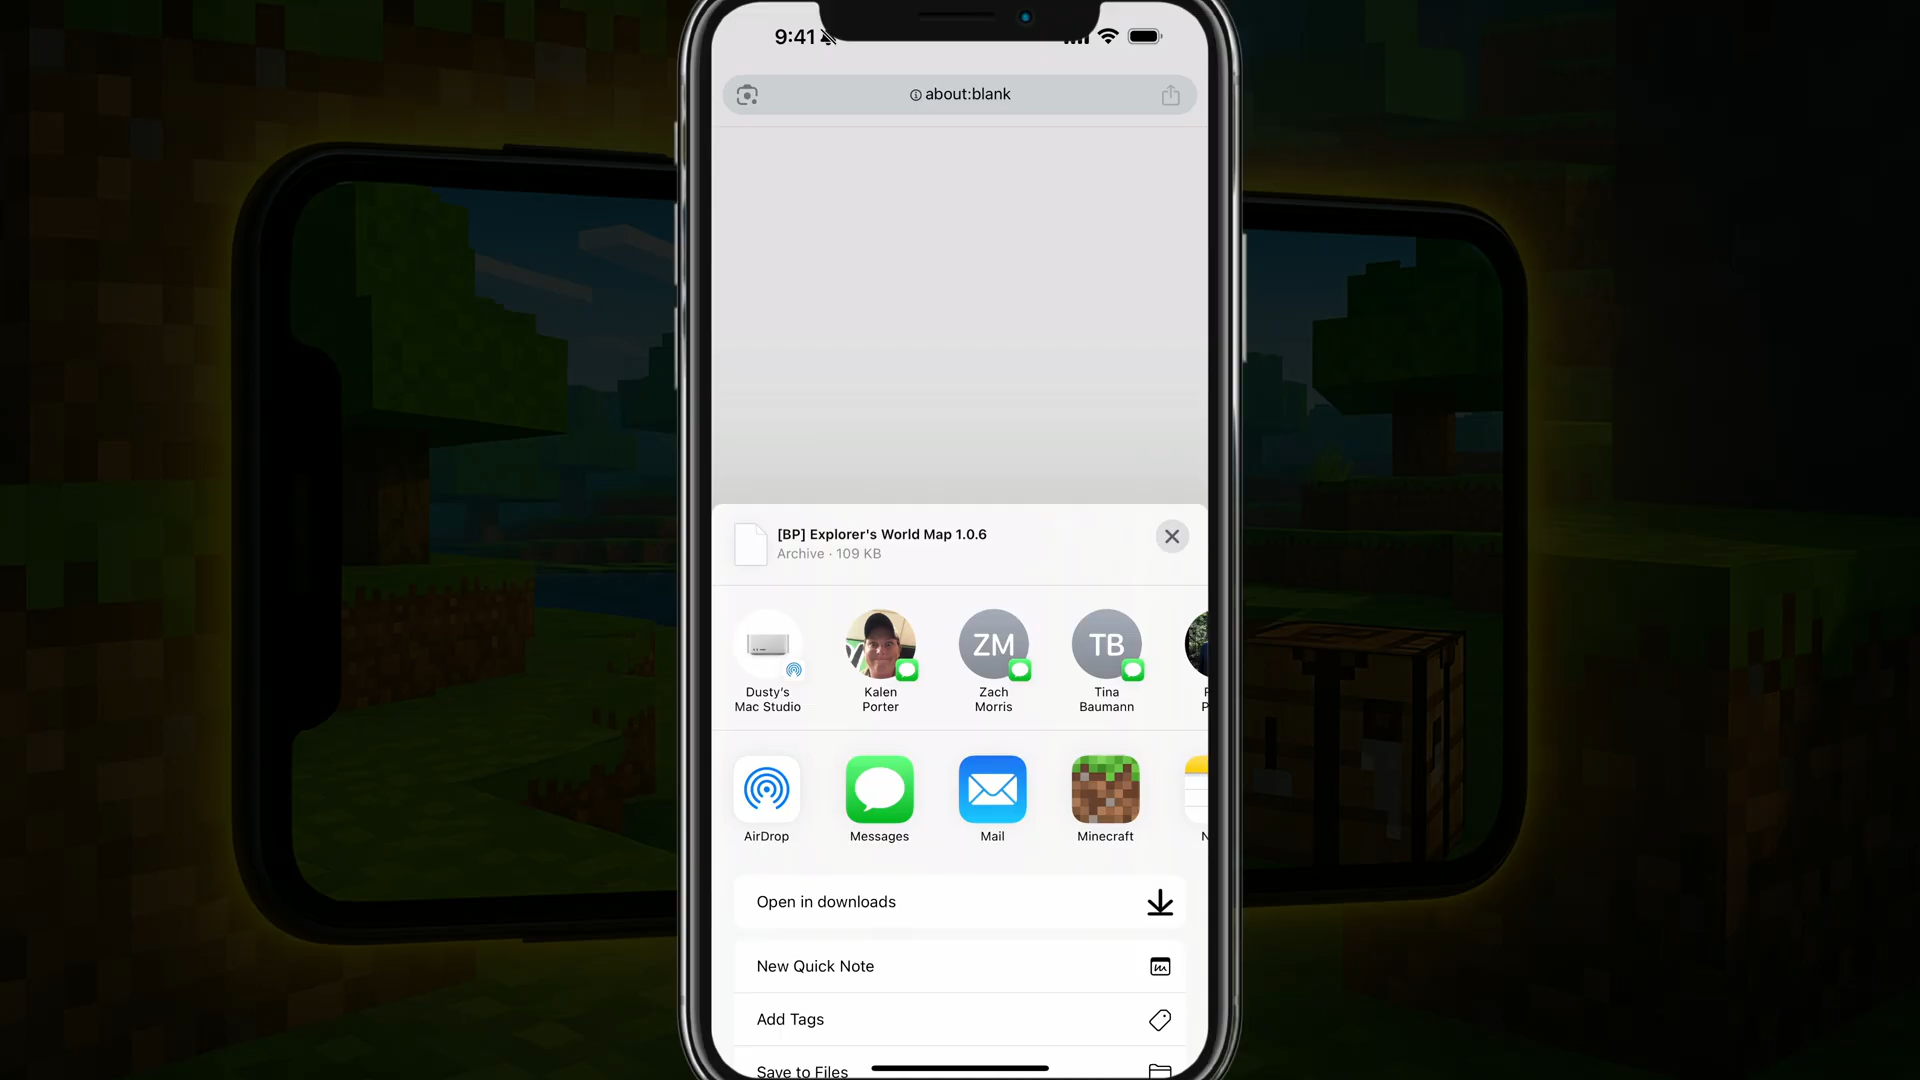 9:41
about:blank
[BP] Explorer's World Map 1.0.6
Archive · 109 KB
ZM
TB
Dusty's
Mac Studio
Kalen
Porter
Zach
Morris
Tina
Baumann
AirDrop
Messages
Mail
Minecraft
Open in downloads
New Quick Note
Add Tags
Save to Files